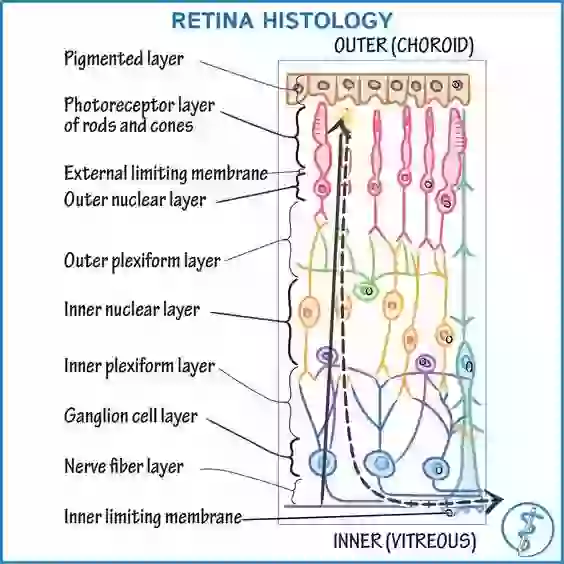 RETINA HISTOLOGY
OUTER (CHOROID)
Pigmented layer
Photoreceptor layer
of rods and cones
External limiting membrane
Outer nuclear layer
Outer plexiform layer
Inner nuclear layer
Inner plexiform layer
Ganglion cell layer
Nerve fiber layer
Inner limiting membrane
INNER (VITREOUS)